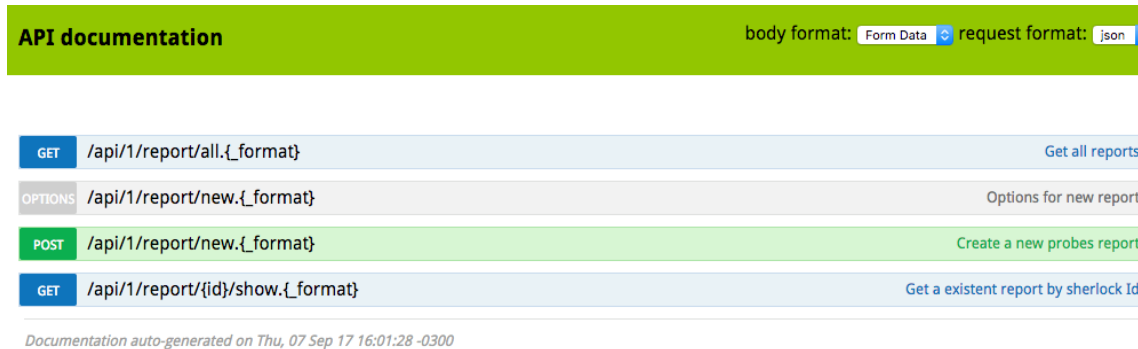 API documentation body format: Form Data request format: json
GET /api/1/report/all.{_format} Get all reports
OPTIONS /api/1/report/new.{_format} Options for new report
POST /api/1/report/new.{_format} Create a new probes report
GET /api/1/report/{id}/show.{_format} Get a existent report by sherlock Id
Documentation auto-generated on Thu, 07 Sep 17 16:01:28 -0300